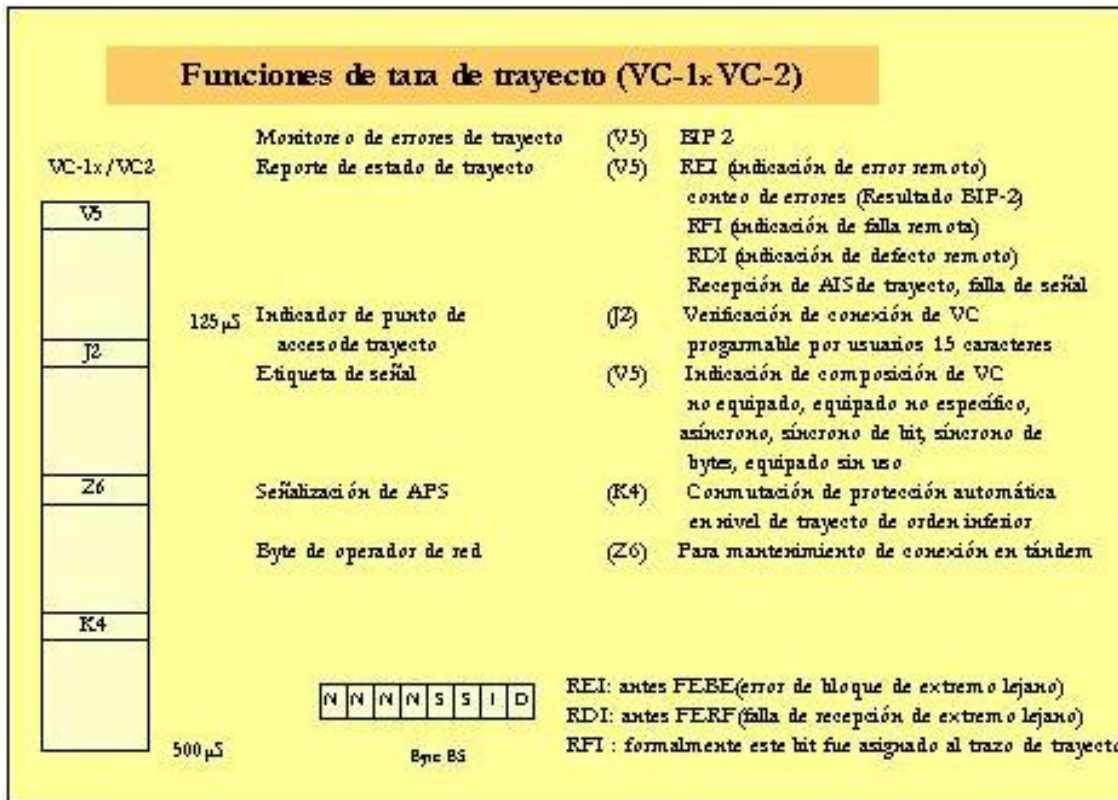 Funciones de tara de trayecto (VC-1x VC-2)
VC-1x/VC2
V5
J2
Z6
K4
125 µS
500 µS
Monitoreo de errores de trayecto (V5) BIP 2
Reporte de estado de trayecto (V5) REI (indicación de error remoto)
conteo de errores (Resultado BIP-2)
RFI (indicación de falla remota)
RDI (indicación de defecto remoto)
Recepción de AIS de trayecto, falla de señal
Indicador de punto de (J2) Verificación de conexión de VC
acceso de trayecto progarmable por usuarios 15 caracteres
Etiqueta de señal (V5) Indicación de composición de VC
no equipado, equipado no específico,
asíncrono, síncrono de bit, síncrono de
bytes, equipado sin uso
Señalización de APS (K4) Conmutación de protección automática
en nivel de trayecto de orden inferior
Byte de operador de red (Z6) Para mantenimiento de conexión en tándem
N N N N S S I D
BS
REI: antes FEBE(error de bloque de extremo lejano)
RDI: antes FERF(falla de recepción de extremo lejano)
RFI : formalmente este bit fue asignado al trazo de trayecto